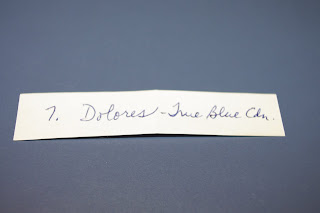 7. Dolores - True Blue Cdn.